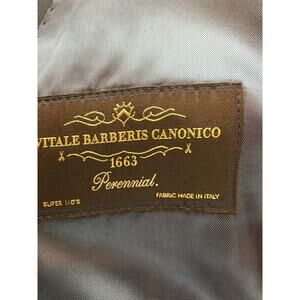 VITALE BARBERIS CANONICO
1663
Perennial.
SUPER 110'S
FABRIC MADE IN ITALY